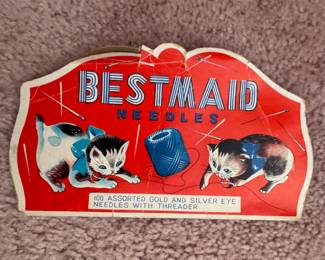 BESTMAID
NEEDLES
100 ASSORTED GOLD AND SILVER EYE
NEEDLES WITH THREADER